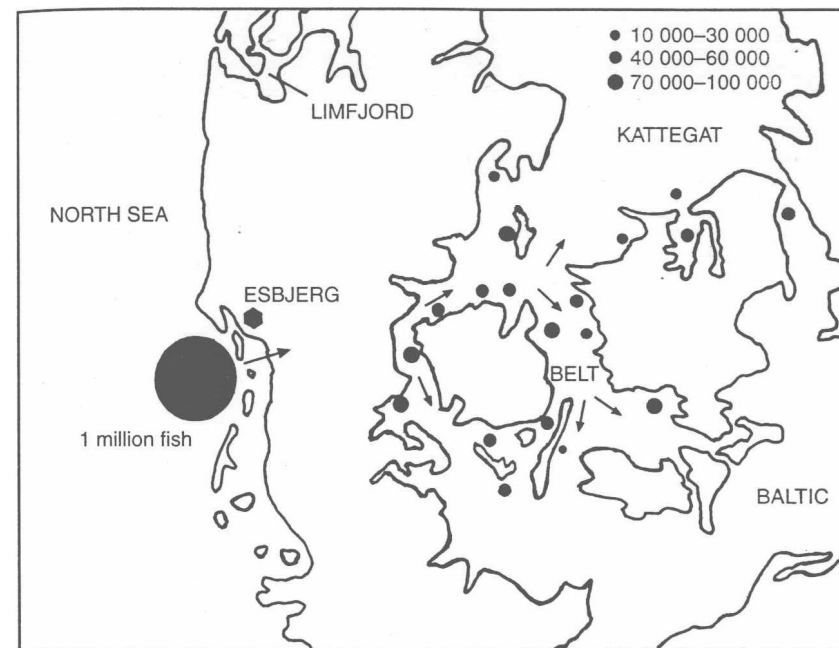 10 000–30 000
40 000–60 000
70 000–100 000
LIMFJORD
KATTEGAT
NORTH SEA
ESBJERG
BELT
1 million fish
BALTIC